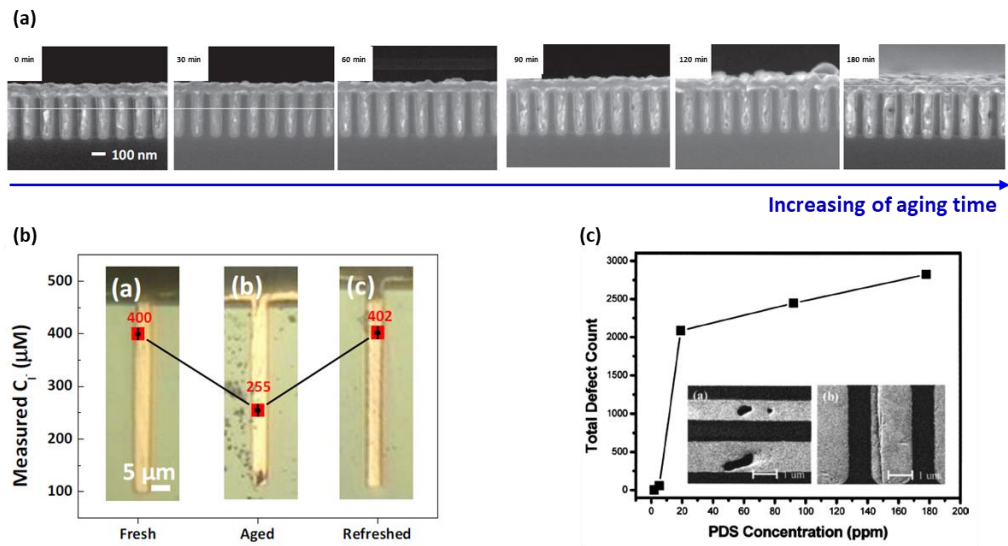 (a)
0 min
30 min
60 min
90 min
120 min
180 min
100 nm
Increasing of aging time
(b)
Measured C_i (μM)
500
400
300
200
100
(a)
400
5 μm
(b)
255
(c)
402
Fresh
Aged
Refreshed
(c)
Total Defect Count
3000
2500
2000
1500
1000
500
0
(a)
1 um
(b)
1 um
0
20
40
60
80
100
120
140
160
180
200
PDS Concentration (ppm)